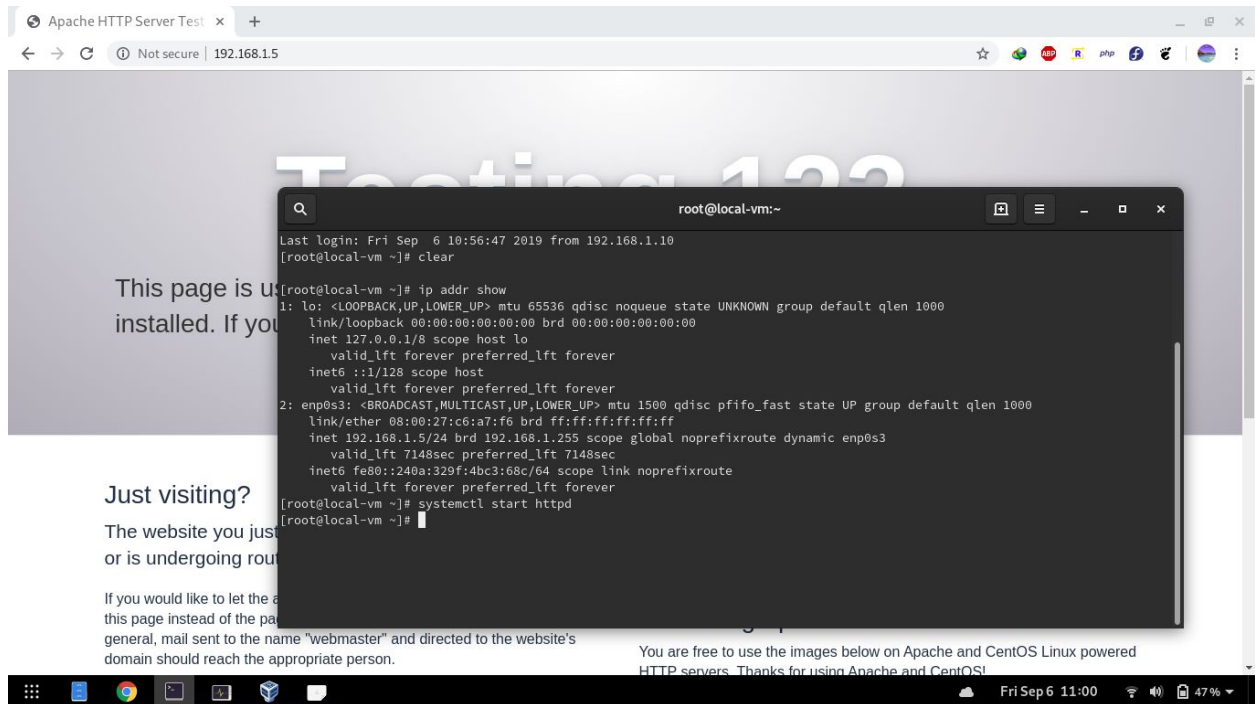 Apache HTTP Server Test
Not secure | 192.168.1.5
ABP
R
php
Testing 123
root@local-vm:~
Last login: Fri Sep  6 10:56:47 2019 from 192.168.1.10
[root@local-vm ~]# clear
[root@local-vm ~]# ip addr show
1: lo: <LOOPBACK,UP,LOWER_UP> mtu 65536 qdisc noqueue state UNKNOWN group default qlen 1000
link/loopback 00:00:00:00:00:00 brd 00:00:00:00:00:00
inet 127.0.0.1/8 scope host lo
valid_lft forever preferred_lft forever
inet6 ::1/128 scope host
valid_lft forever preferred_lft forever
2: enp0s3: <BROADCAST,MULTICAST,UP,LOWER_UP> mtu 1500 qdisc pfifo_fast state UP group default qlen 1000
link/ether 08:00:27:c6:a7:f6 brd ff:ff:ff:ff:ff:ff
inet 192.168.1.5/24 brd 192.168.1.255 scope global noprefixroute dynamic enp0s3
valid_lft 7148sec preferred_lft 7148sec
inet6 fe80::240a:329f:4bc3:68c/64 scope link noprefixroute
valid_lft forever preferred_lft forever
[root@local-vm ~]# systemctl start httpd
[root@local-vm ~]#
This page is
installed. If you
Just visiting?
The website you just
or is undergoing
If you would like to let the
this page instead of the
general, mail sent to the name "webmaster" and directed to the website's
domain should reach the appropriate person.
You are free to use the images below on Apache and CentOS Linux powered
HTTP servers. Thanks for using Apache and CentOS!
Fri Sep 6 11:00
47%